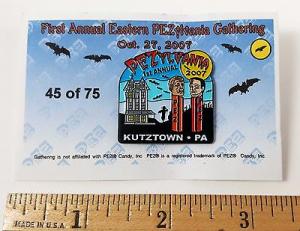 First Annual Eastern PEZylvania Gathering
Oct. 27, 2007
45 of 75
PEZYLVANIA
1st ANNUAL
2007
KUTZTOWN • PA
Gathering is not affiliated with PEZ® Candy, Inc PEZ® is a registered trademark of PEZ® Candy, Inc
MADE IN U.S.A.
1
2
3